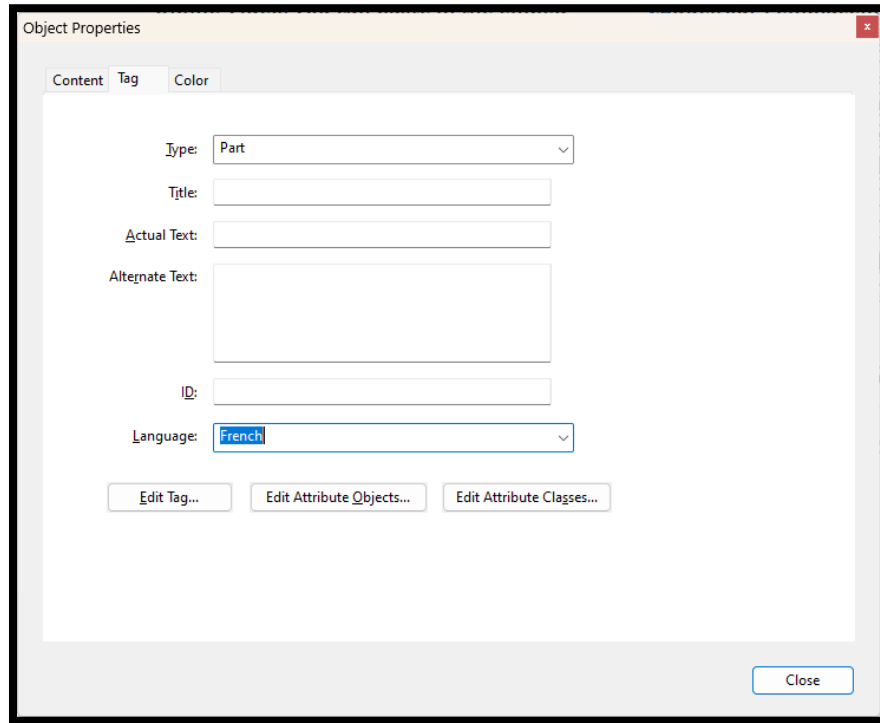 Object Properties
x
Content Tag Color
Type: Part
Title:
Actual Text:
Alternate Text:
ID:
Language: French
Edit Tag... Edit Attribute Objects... Edit Attribute Classes...
Close